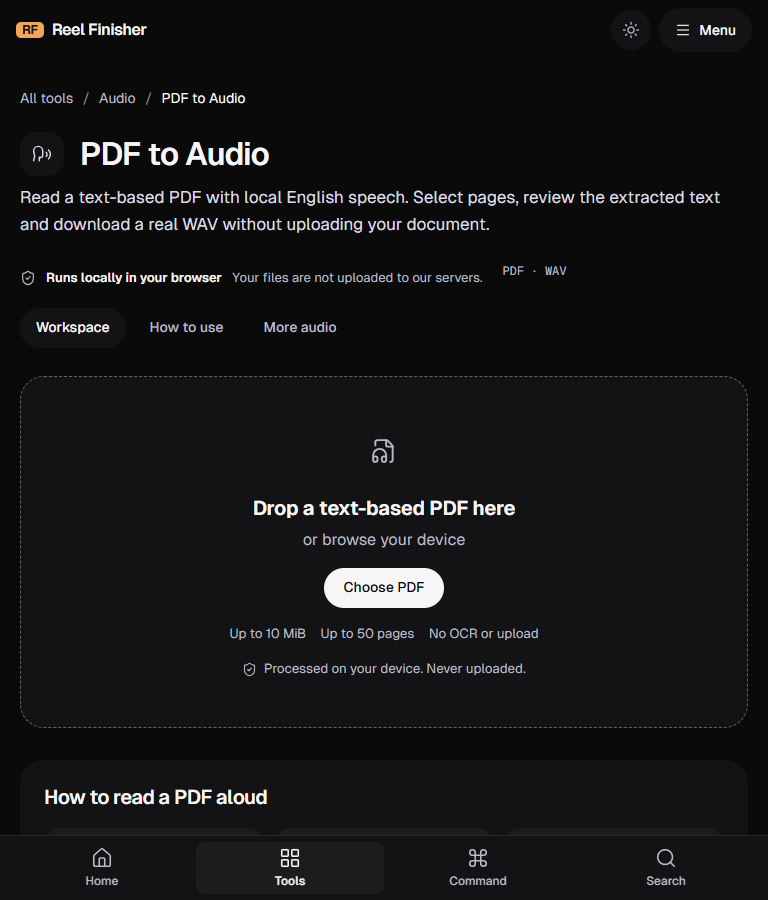 RF Reel Finisher
Menu
All tools / Audio / PDF to Audio
PDF to Audio
Read a text-based PDF with local English speech. Select pages, review the extracted text
and download a real WAV without uploading your document.
Runs locally in your browser Your files are not uploaded to our servers. PDF · WAV
Workspace How to use More audio
Drop a text-based PDF here
or browse your device
Choose PDF
Up to 10 MiB Up to 50 pages No OCR or upload
Processed on your device. Never uploaded.
How to read a PDF aloud
Home Tools Command Search